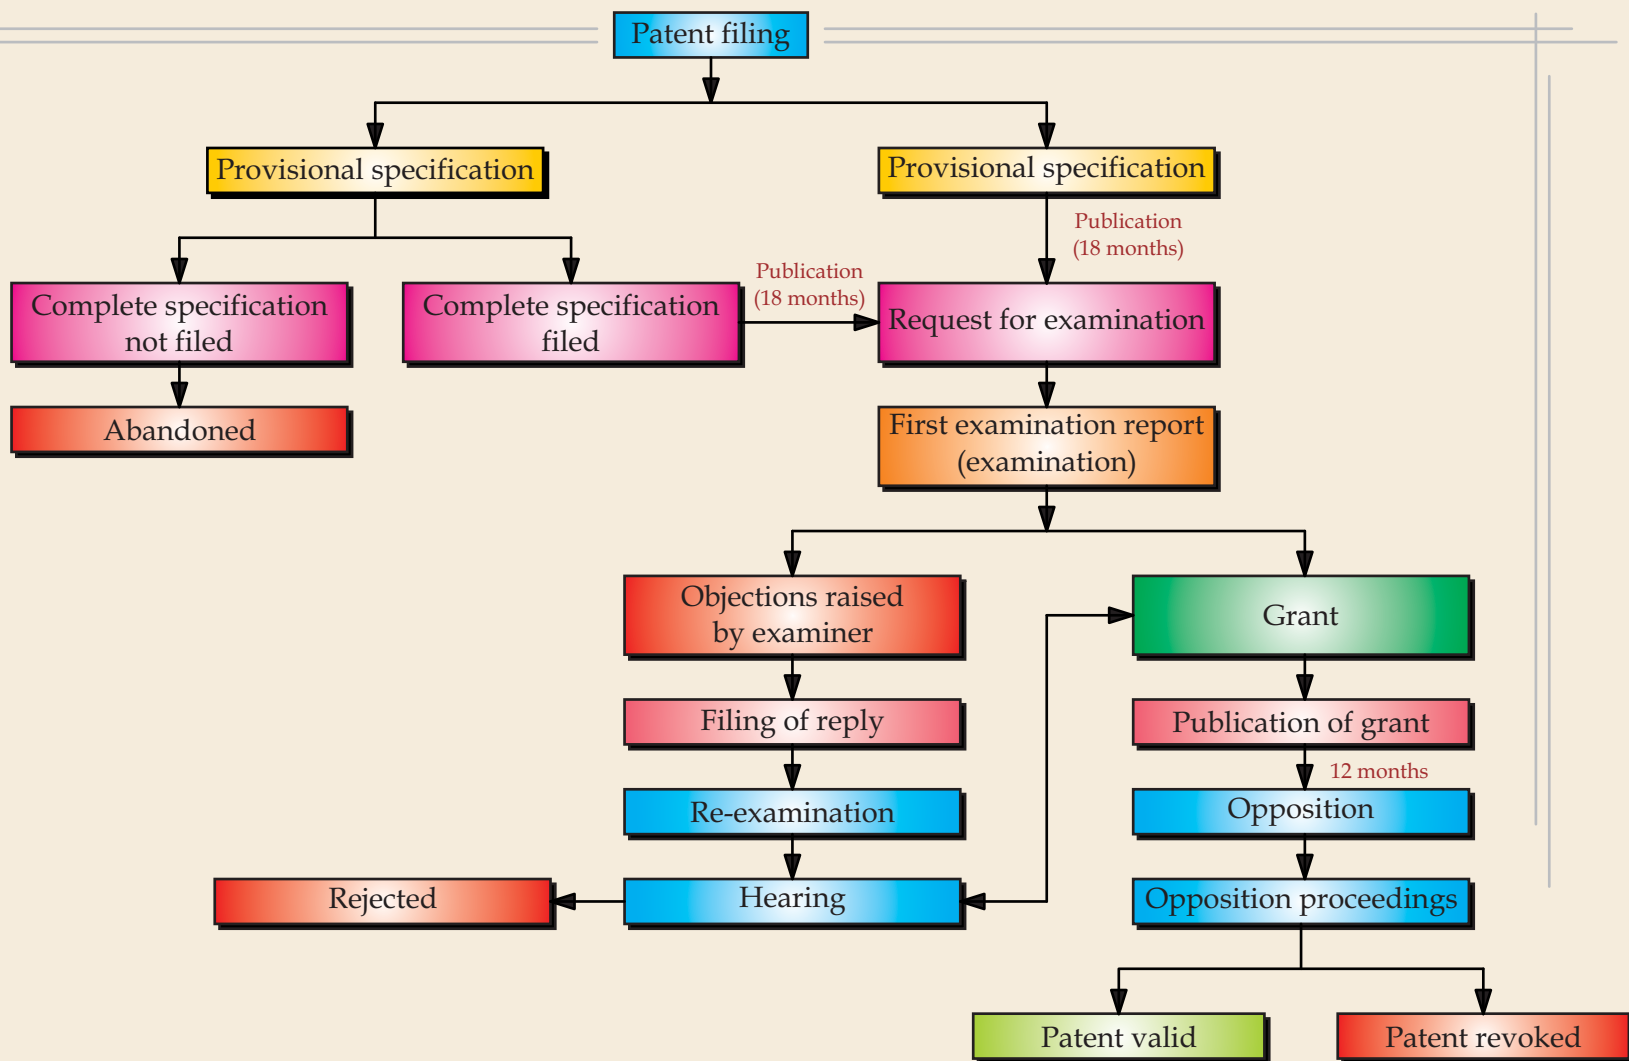 Patent filing
Provisional specification
Provisional specification
Publication
(18 months)
Complete specification
not filed
Complete specification
filed
Publication
(18 months)
Request for examination
Abandoned
First examination report
(examination)
Objections raised
by examiner
Grant
Filing of reply
Publication of grant
12 months
Re-examination
Opposition
Rejected
Hearing
Opposition proceedings
Patent valid
Patent revoked